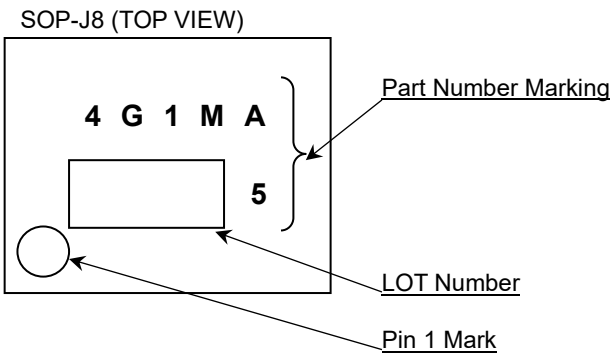 SOP-J8 (TOP VIEW)
Part Number Marking
4 G 1 M A
5
LOT Number
Pin 1 Mark